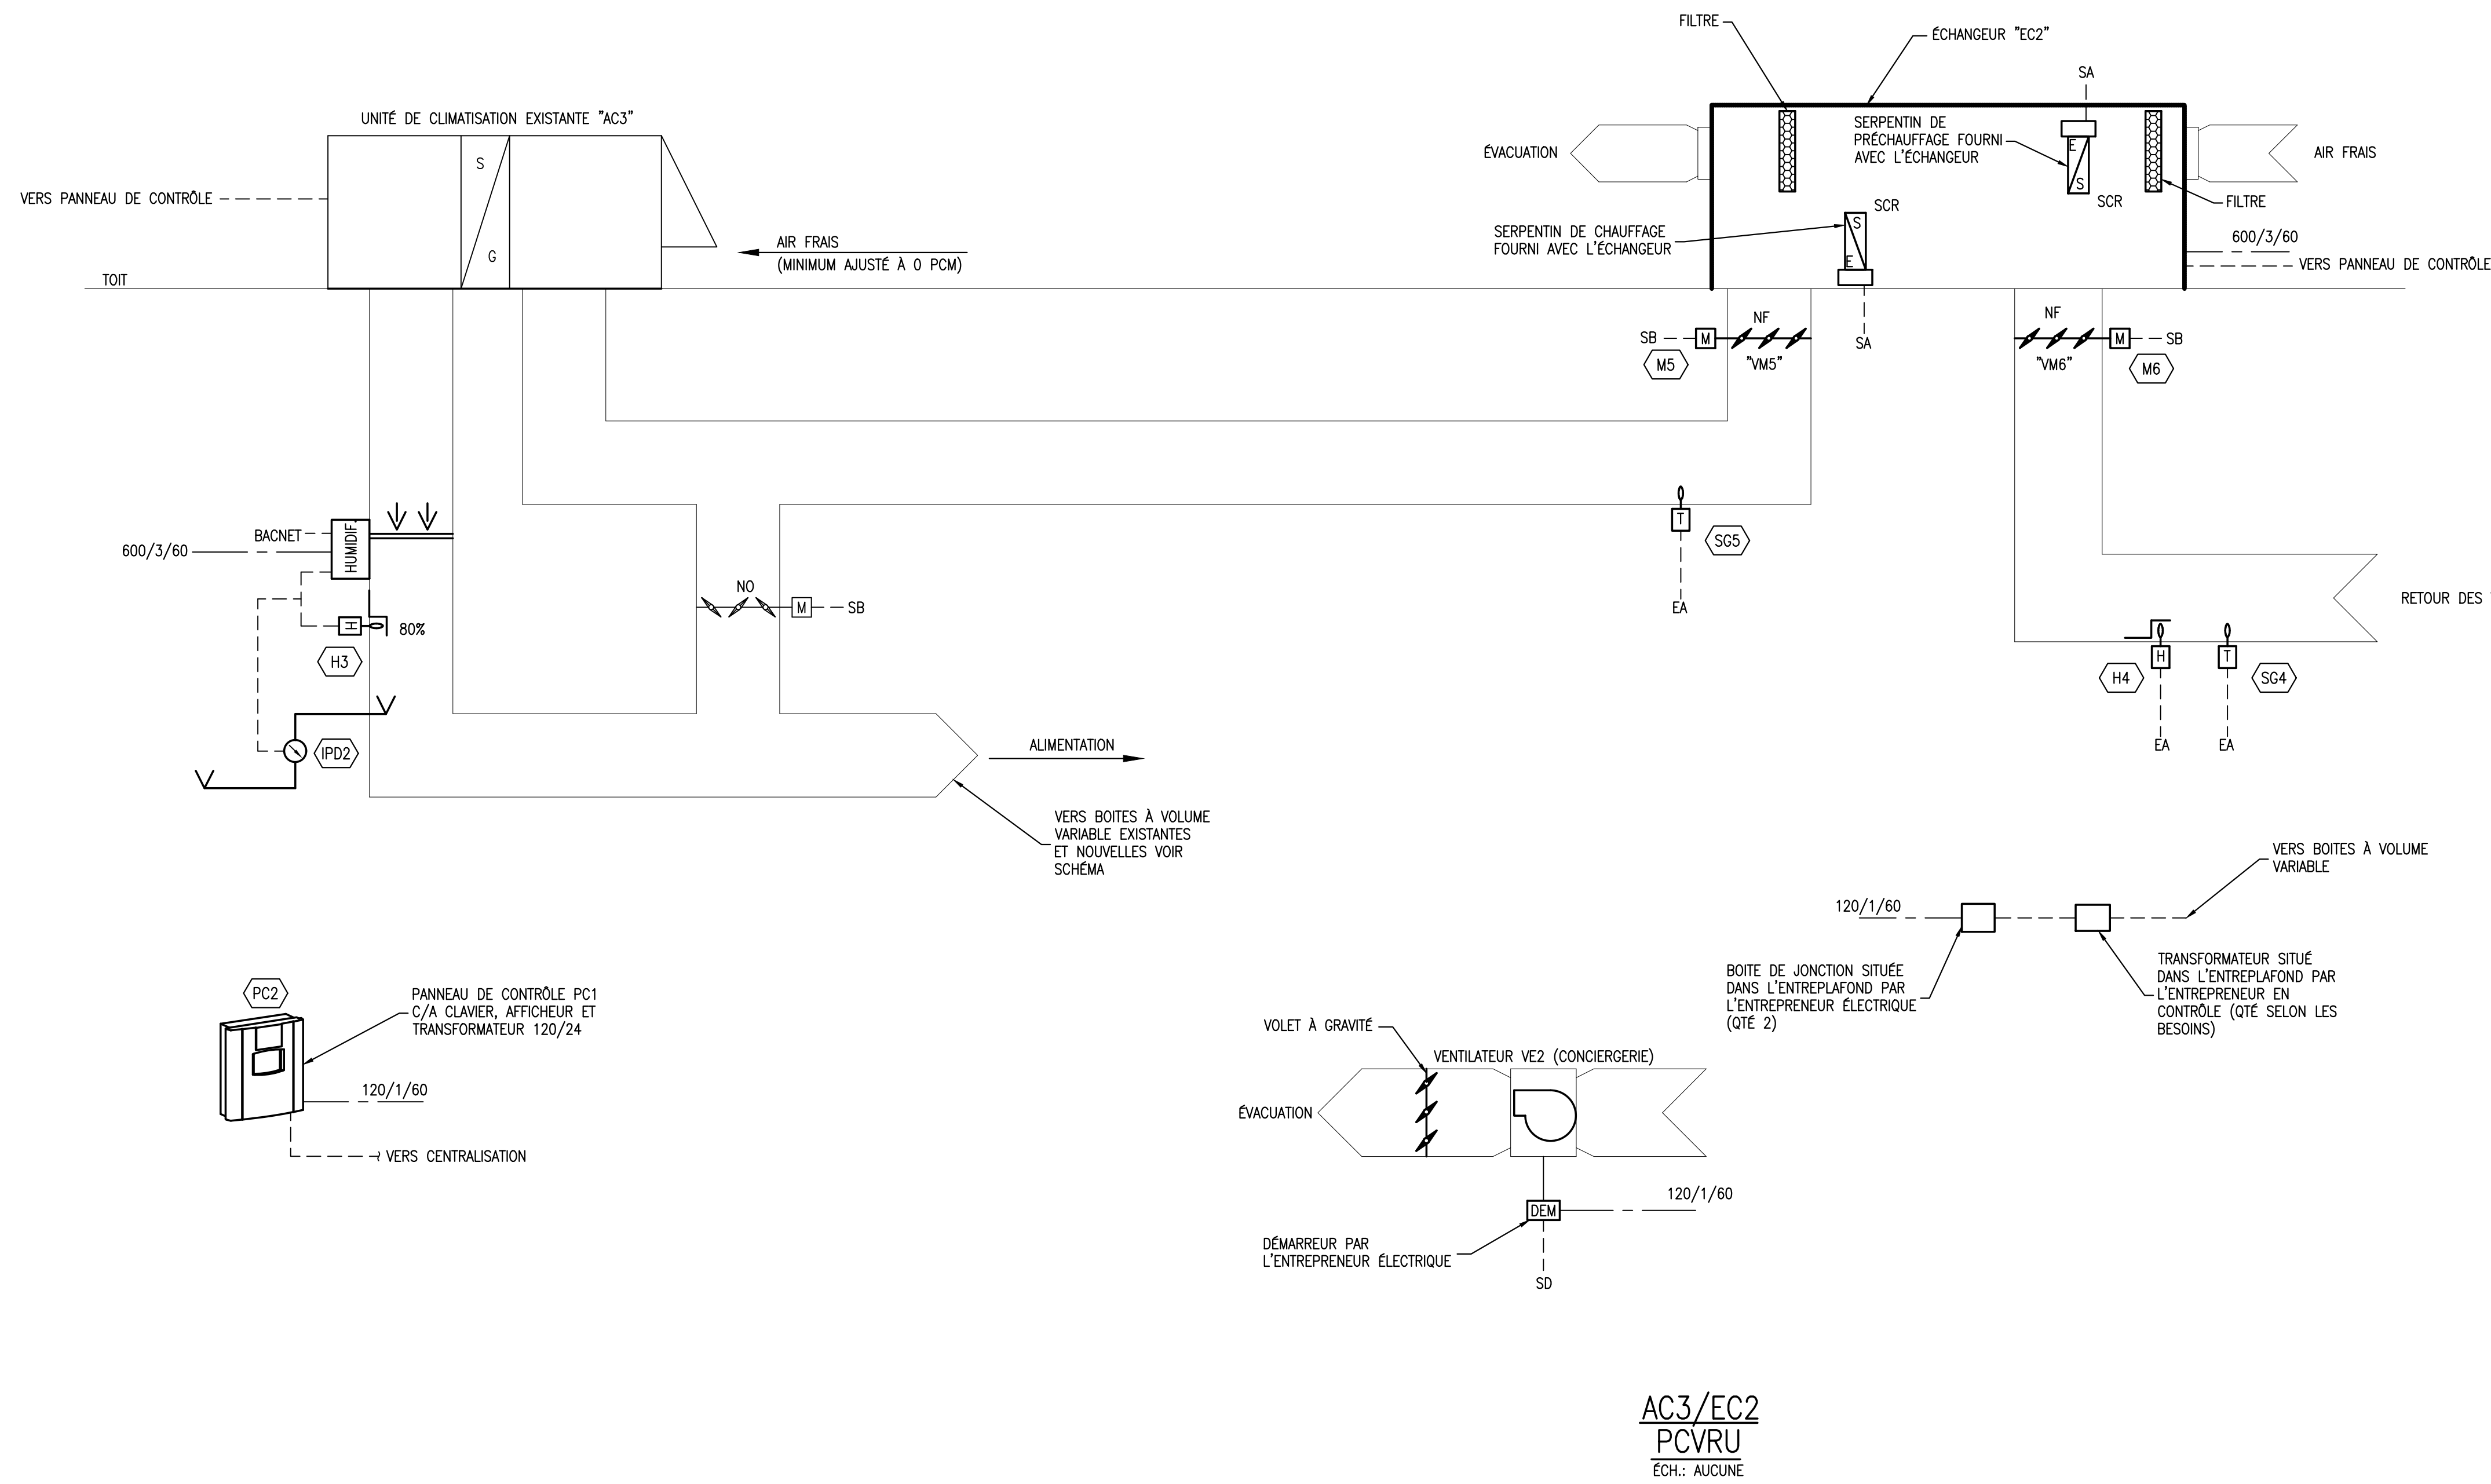 FILTRE
ÉCHANGEUR "EC2"
SA
UNITÉ DE CLIMATISATION EXISTANTE "AC3"
S
G
VERS PANNEAU DE CONTRÔLE
AIR FRAIS
(MINIMUM AJUSTÉ À 0 PCM)
TOIT
ÉVACUATION
SERPENTIN DE
PRÉCHAUFFAGE FOURNI
AVEC L'ÉCHANGEUR
E
S
SCR
AIR FRAIS
FILTRE
SERPENTIN DE CHAUFFAGE
FOURNI AVEC L'ÉCHANGEUR
SCR
S
E
600/3/60
VERS PANNEAU DE CONTRÔLE
SB
M
NF
"VM5"
M5
SA
NF
"VM6"
M
SB
M6
BACNET
600/3/60
HUMIDIF.
H
80%
H3
IPD2
NO
M
SB
T
SG5
EA
RETOUR DES
H4
H
T
SG4
EA
EA
ALIMENTATION
VERS BOITES À VOLUME
VARIABLE EXISTANTES
ET NOUVELLES VOIR
SCHÉMA
VERS BOITES À VOLUME
VARIABLE
120/1/60
BOITE DE JONCTION SITUÉE
DANS L'ENTREPLAFOND PAR
L'ENTREPRENEUR ÉLECTRIQUE
(QTÉ 2)
TRANSFORMATEUR SITUÉ
DANS L'ENTREPLAFOND PAR
L'ENTREPRENEUR EN
CONTRÔLE (QTÉ SELON LES
BESOINS)
PC2
PANNEAU DE CONTRÔLE PC1
C/A CLAVIER, AFFICHEUR ET
TRANSFORMATEUR 120/24
120/1/60
VERS CENTRALISATION
VOLET À GRAVITÉ
VENTILATEUR VE2 (CONCIERGERIE)
ÉVACUATION
DEM
120/1/60
DÉMARREUR PAR
L'ENTREPRENEUR ÉLECTRIQUE
SD
AC3/EC2
PCVRU
ÉCH.: AUCUNE